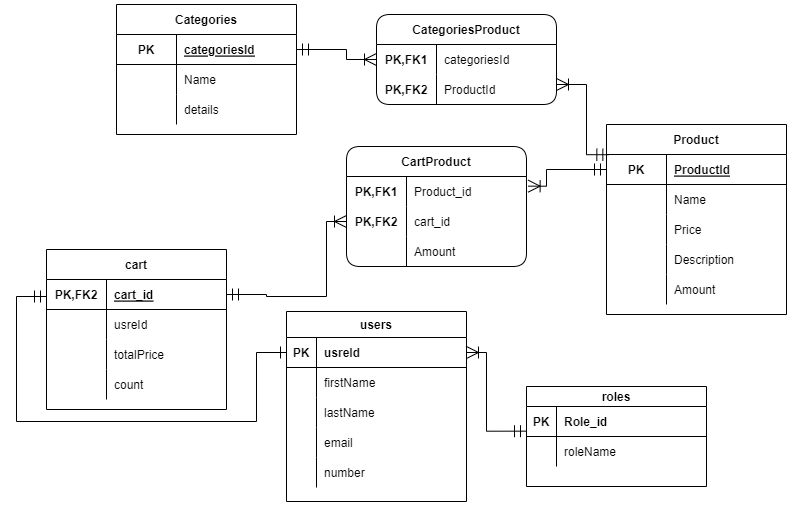 Categories
PK categoriesId
Name
details
CategoriesProduct
PK,FK1 categoriesId
PK,FK2 ProductId
Product
PK ProductId
Name
Price
Description
Amount
CartProduct
PK,FK1 Product_id
PK,FK2 cart_id
Amount
cart
PK,FK2 cart_id
usreId
totalPrice
count
users
PK usreId
firstName
lastName
email
number
roles
PK Role_id
roleName